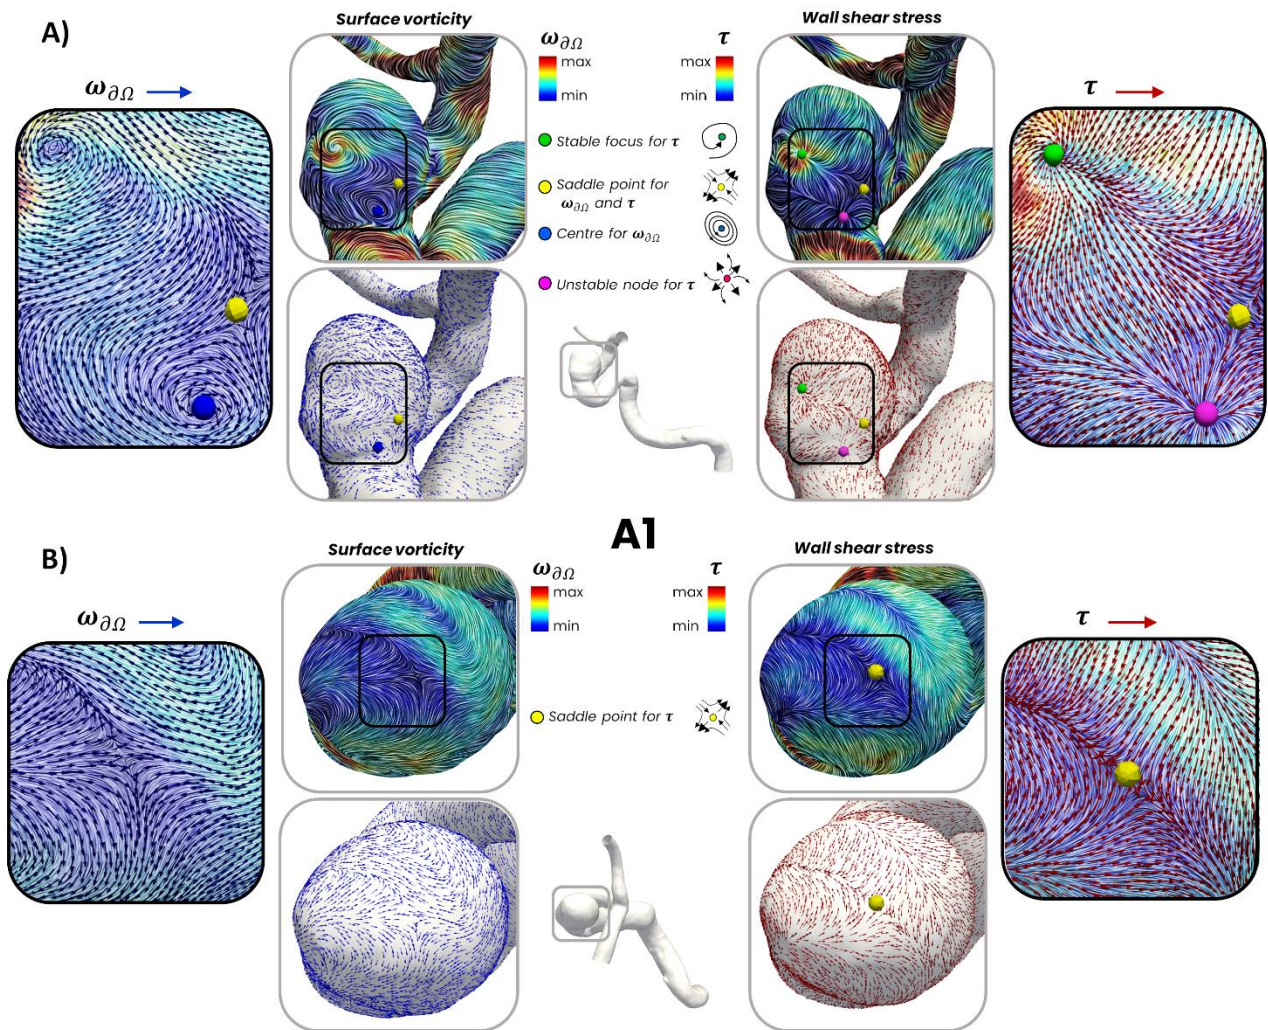 A)
Surface vorticity
Wall shear stress
ω∂Ω
max
min
τ
max
min
ω∂Ω
τ
Stable focus for τ
Saddle point for
ω∂Ω and τ
Centre for ω∂Ω
Unstable node for τ
A1
B)
Surface vorticity
Wall shear stress
ω∂Ω
max
min
τ
max
min
ω∂Ω
τ
Saddle point for τ